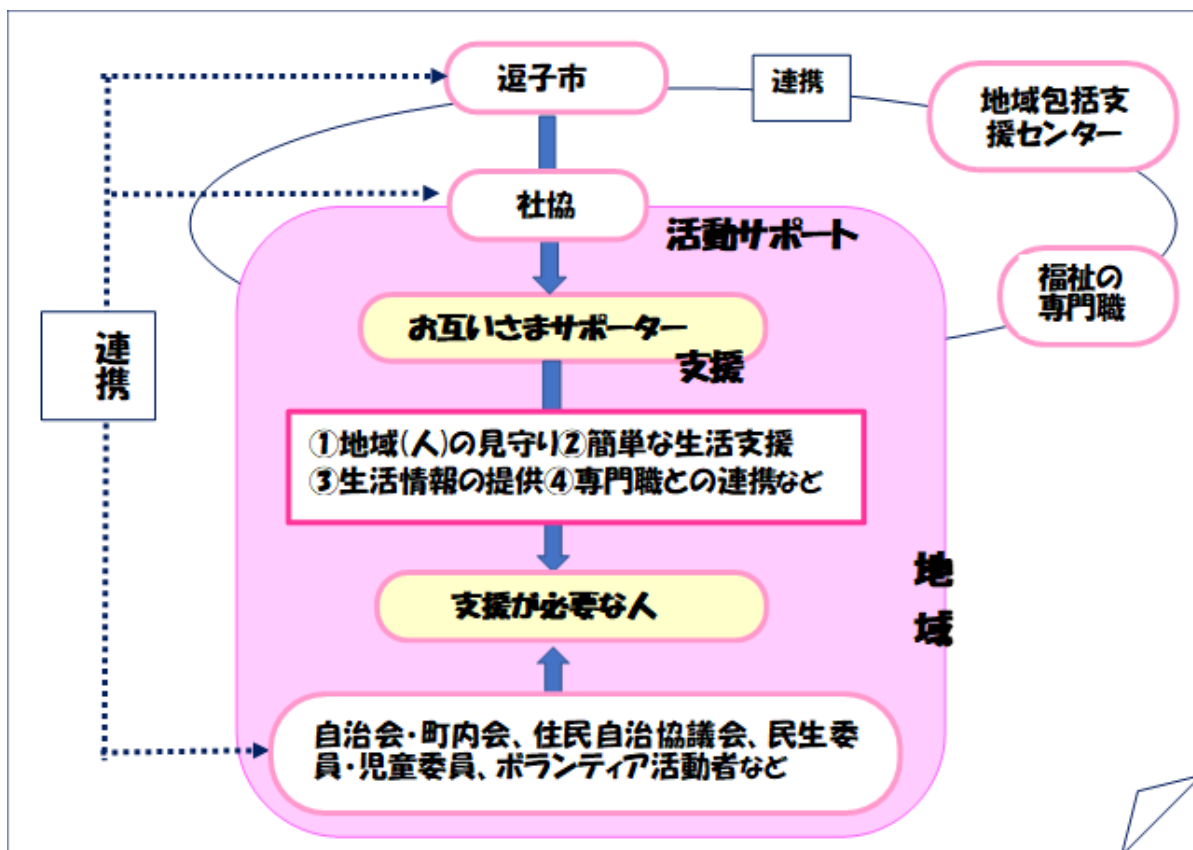 逗子市
連携
地域包括支
援センター
社協
活動サポート
福祉の
専門職
連
携
お互いさまサポーター
支援
①地域(人)の見守り②簡単な生活支援
③生活情報の提供④専門職との連携など
地
域
支援が必要な人
自治会・町内会、住民自治協議会、民生委
員・児童委員、ボランティア活動者など